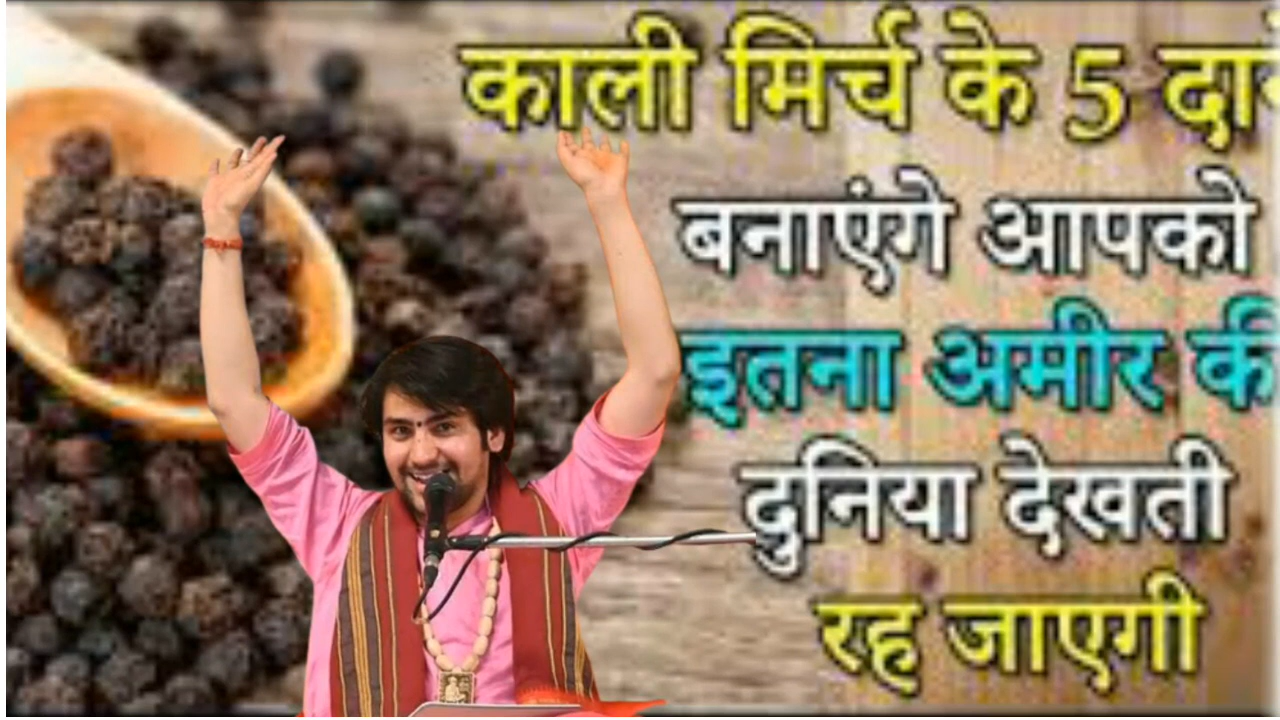 काली मिर्च के 5 दाने
बनाएंगे आपको
इतना अमीर की
दुनिया देखती
रह जाएगी